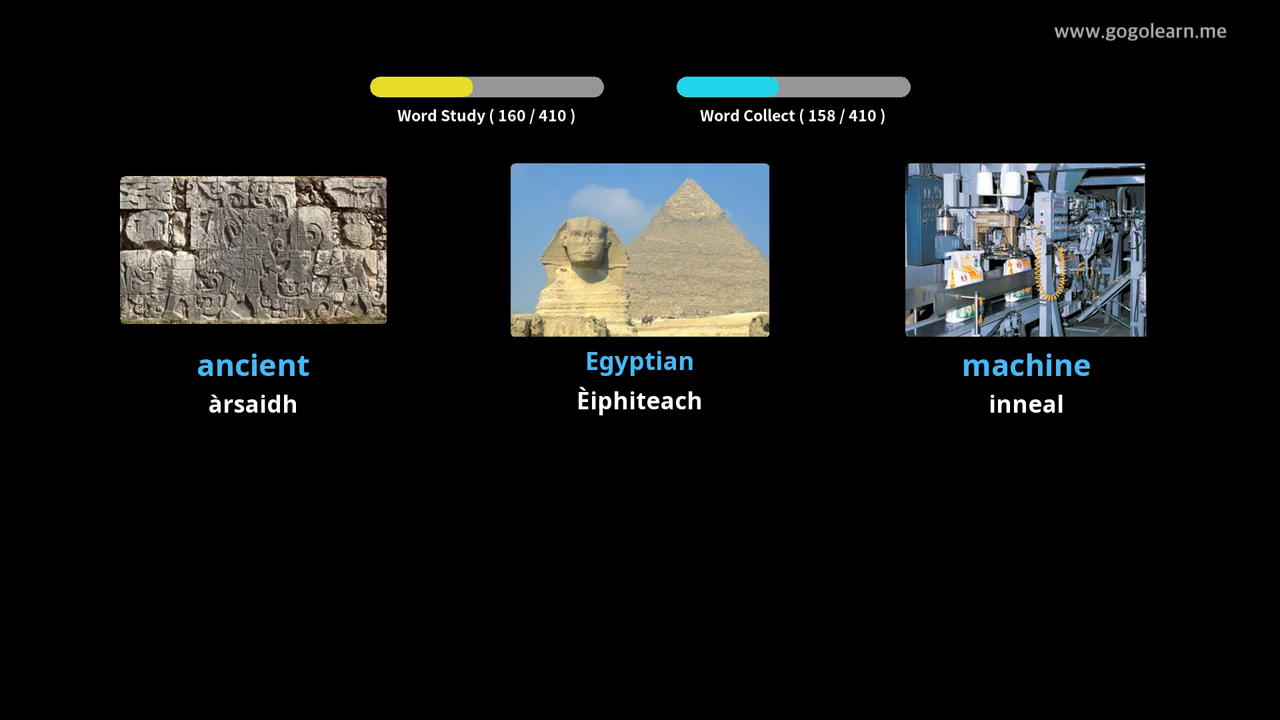 www.gogolearn.me
Word Study ( 160 / 410 )
Word Collect ( 158 / 410 )
ancient
àrsaidh
Egyptian
Èiphiteach
machine
inneal